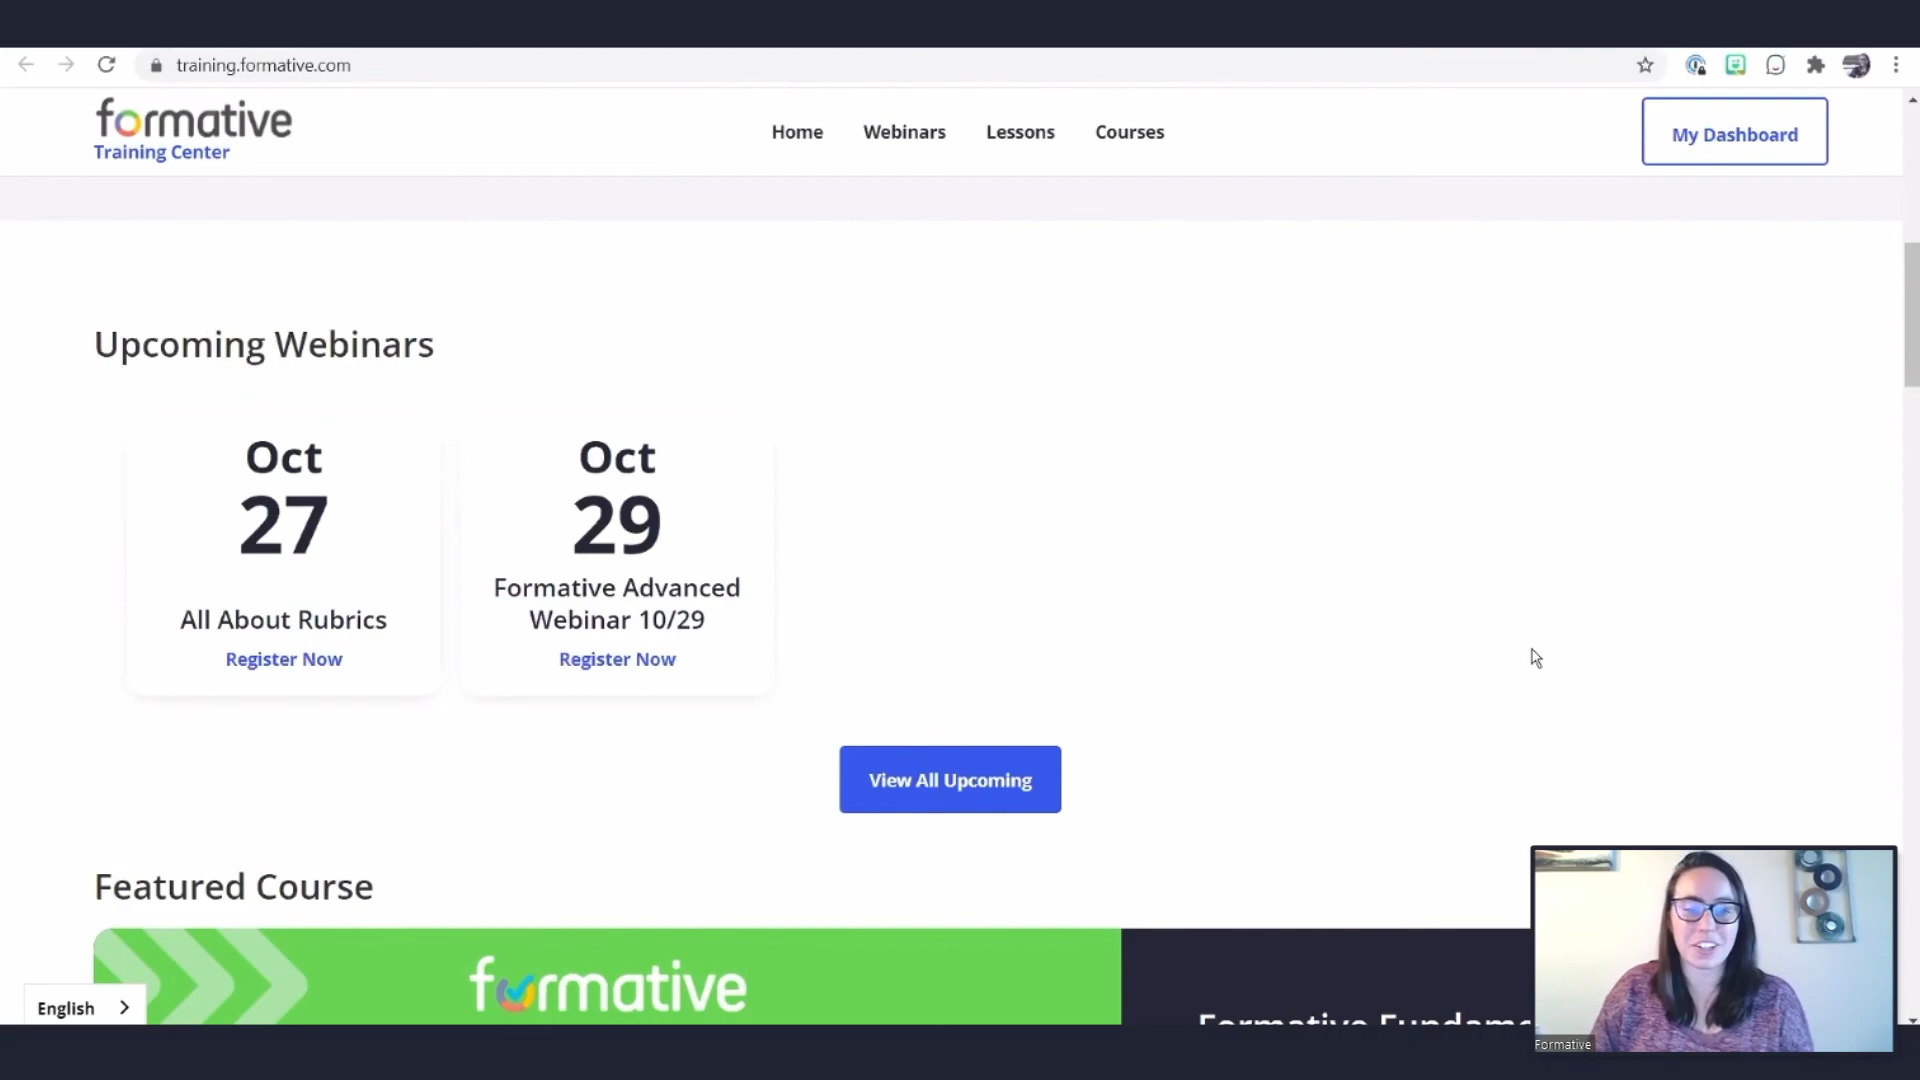 training.formative.com
formative
Training Center
Home
Webinars
Lessons
Courses
My Dashboard
Upcoming Webinars
Oct
27
All About Rubrics
Register Now
Oct
29
Formative Advanced
Webinar 10/29
Register Now
View All Upcoming
Featured Course
formative
Formative
English
Formative